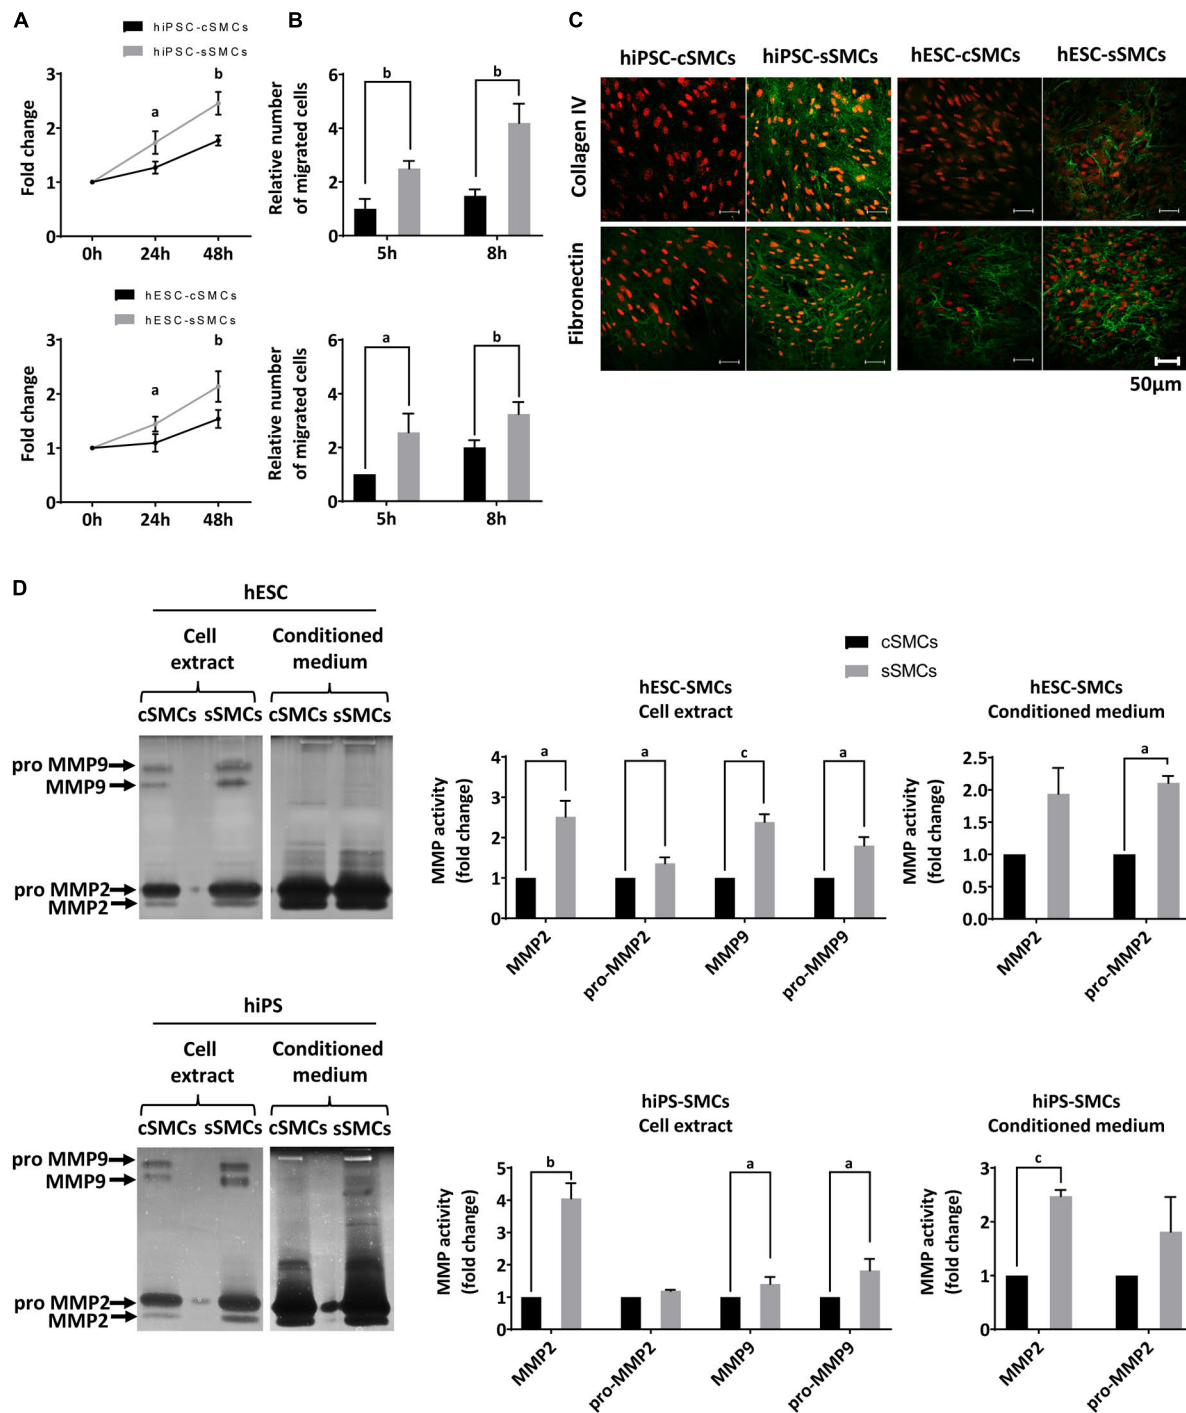 A
hiPSC-cSMCs
hiPSC-sSMCs
Fold change
3
2
1
0
a
b
0h 24h 48h
hESC-cSMCs
hESC-sSMCs
Fold change
3
2
1
0
a
b
0h 24h 48h
B
Relative number
of migrated cells
6
4
2
0
b
b
5h 8h
Relative number
of migrated cells
6
4
2
0
a
b
5h 8h
C
hiPSC-cSMCs hiPSC-sSMCs hESC-cSMCs hESC-sSMCs
Collagen IV
Fibronectin
50μm
D
hESC
Cell
extract
Conditioned
medium
cSMCs sSMCs cSMCs sSMCs
pro MMP9
MMP9
pro MMP2
MMP2
cSMCs
sSMCs
hESC-SMCs
Cell extract
MMP activity
(fold change)
4
3
2
1
0
a
a
c
a
MMP2 pro-MMP2 MMP9 pro-MMP9
hESC-SMCs
Conditioned medium
MMP activity
(fold change)
2.5
2.0
1.5
1.0
0.5
0.0
a
MMP2 pro-MMP2
hiPS
Cell
extract
Conditioned
medium
cSMCs sSMCs cSMCs sSMCs
pro MMP9
MMP9
pro MMP2
MMP2
hiPS-SMCs
Cell extract
MMP activity
(fold change)
5
4
3
2
1
0
b
a
a
MMP2 pro-MMP2 MMP9 pro-MMP9
hiPS-SMCs
Conditioned medium
MMP activity
(fold change)
3
2
1
0
c
MMP2 pro-MMP2